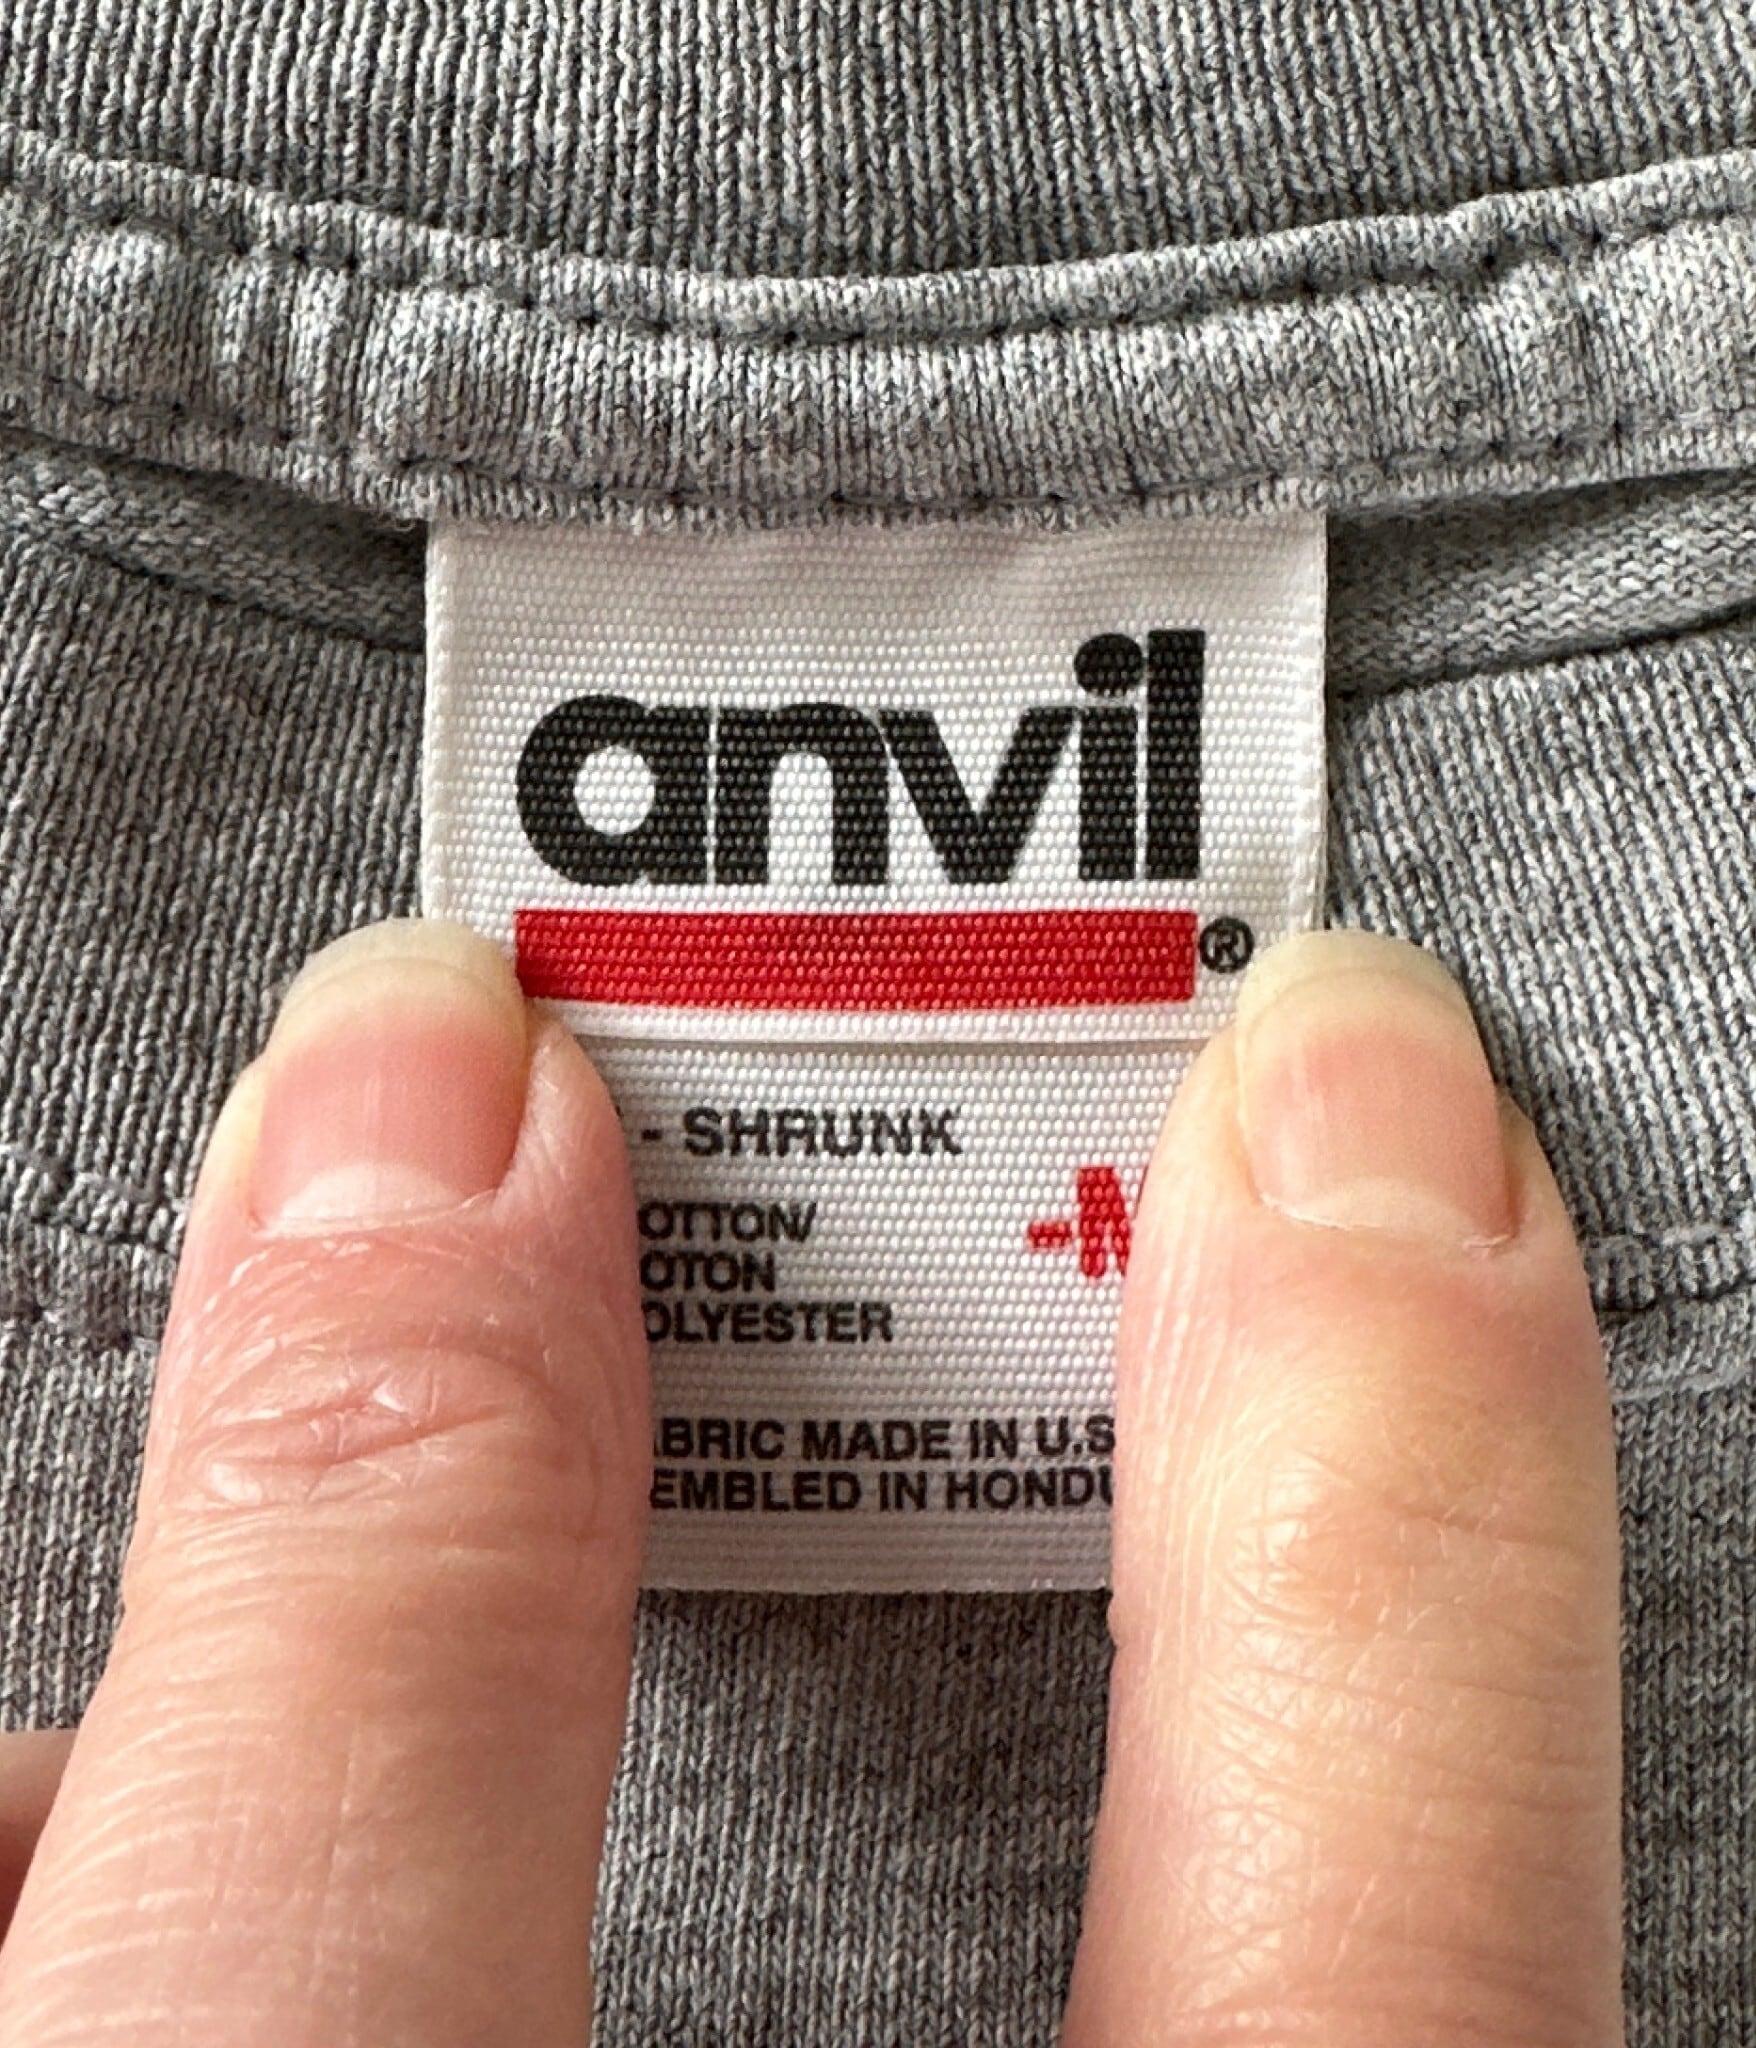 anvil
®
- SHRUNK
OTTON/
OTON
OLYESTER
-M
ABRIC MADE IN U.S
EMBLED IN HONDU